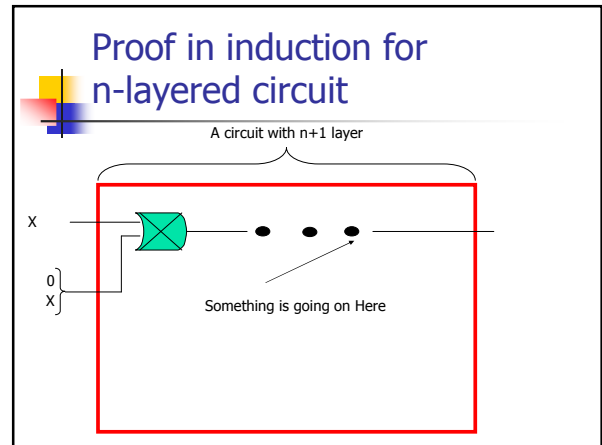 Proof in induction for
n-layered circuit
A circuit with n+1 layer
X
0
X
Something is going on Here